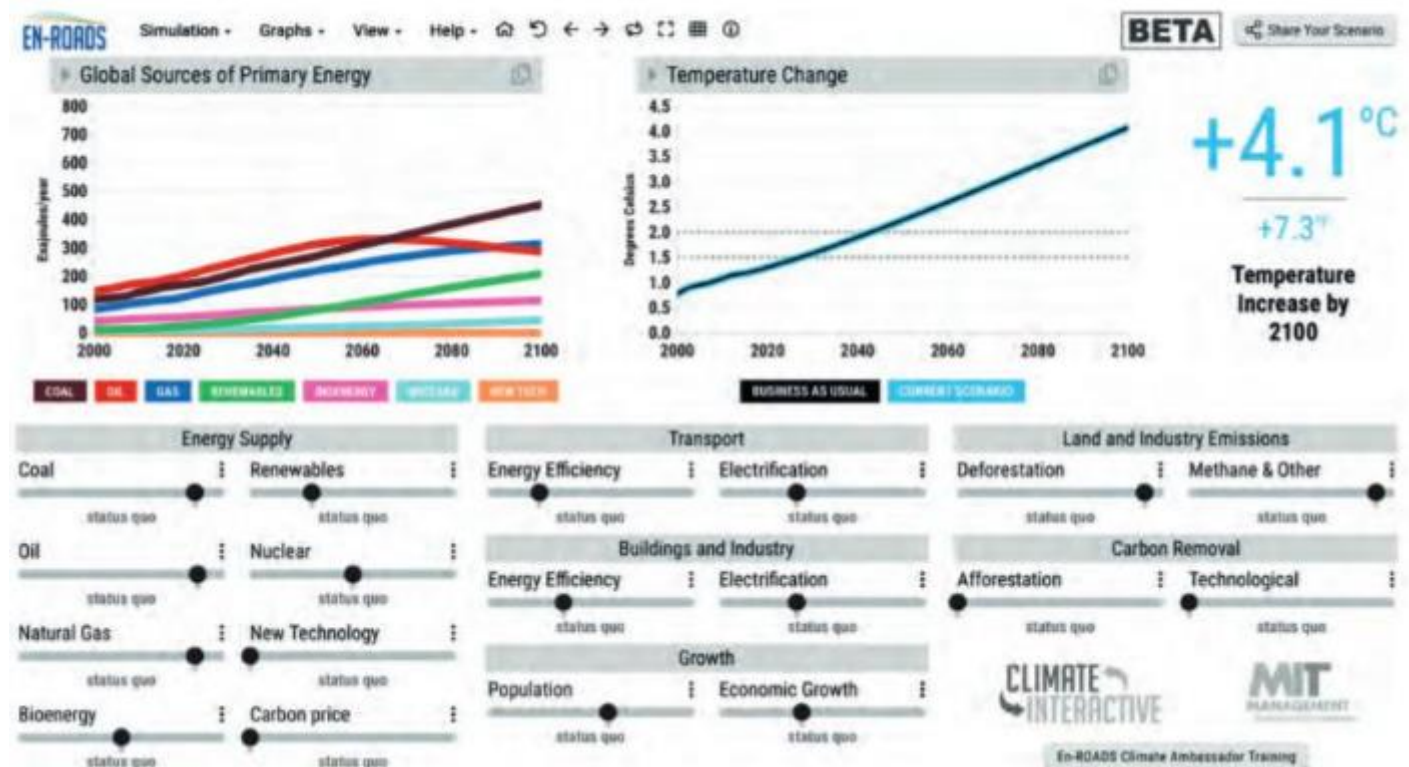 EN-ROADS
Simulation Graphs View Help
BETA
Share Your Scenario
Global Sources of Primary Energy
Exajoules/year
800
700
600
500
400
300
200
100
0
2000 2020 2040 2060 2080 2100
COAL OIL GAS RENEWABLES BIOENERGY NUCLEAR NEW TECH
Temperature Change
Degrees Celsius
4.5
4.0
3.5
3.0
2.5
2.0
1.5
1.0
0.5
0.0
2000 2020 2040 2060 2080 2100
BUSINESS AS USUAL CURRENT SCENARIO
+4.1°C
+7.3°F
Temperature
Increase by
2100
Energy Supply
Coal Renewables
status quo status quo
Oil Nuclear
status quo status quo
Natural Gas New Technology
status quo status quo
Bioenergy Carbon price
status quo status quo
Transport
Energy Efficiency Electrification
status quo status quo
Buildings and Industry
Energy Efficiency Electrification
status quo status quo
Growth
Population Economic Growth
status quo status quo
Land and Industry Emissions
Deforestation Methane & Other
status quo status quo
Carbon Removal
Afforestation Technological
status quo status quo
CLIMATE
INTERACTIVE
MIT
MANAGEMENT
En-ROADS Climate Ambassador Training